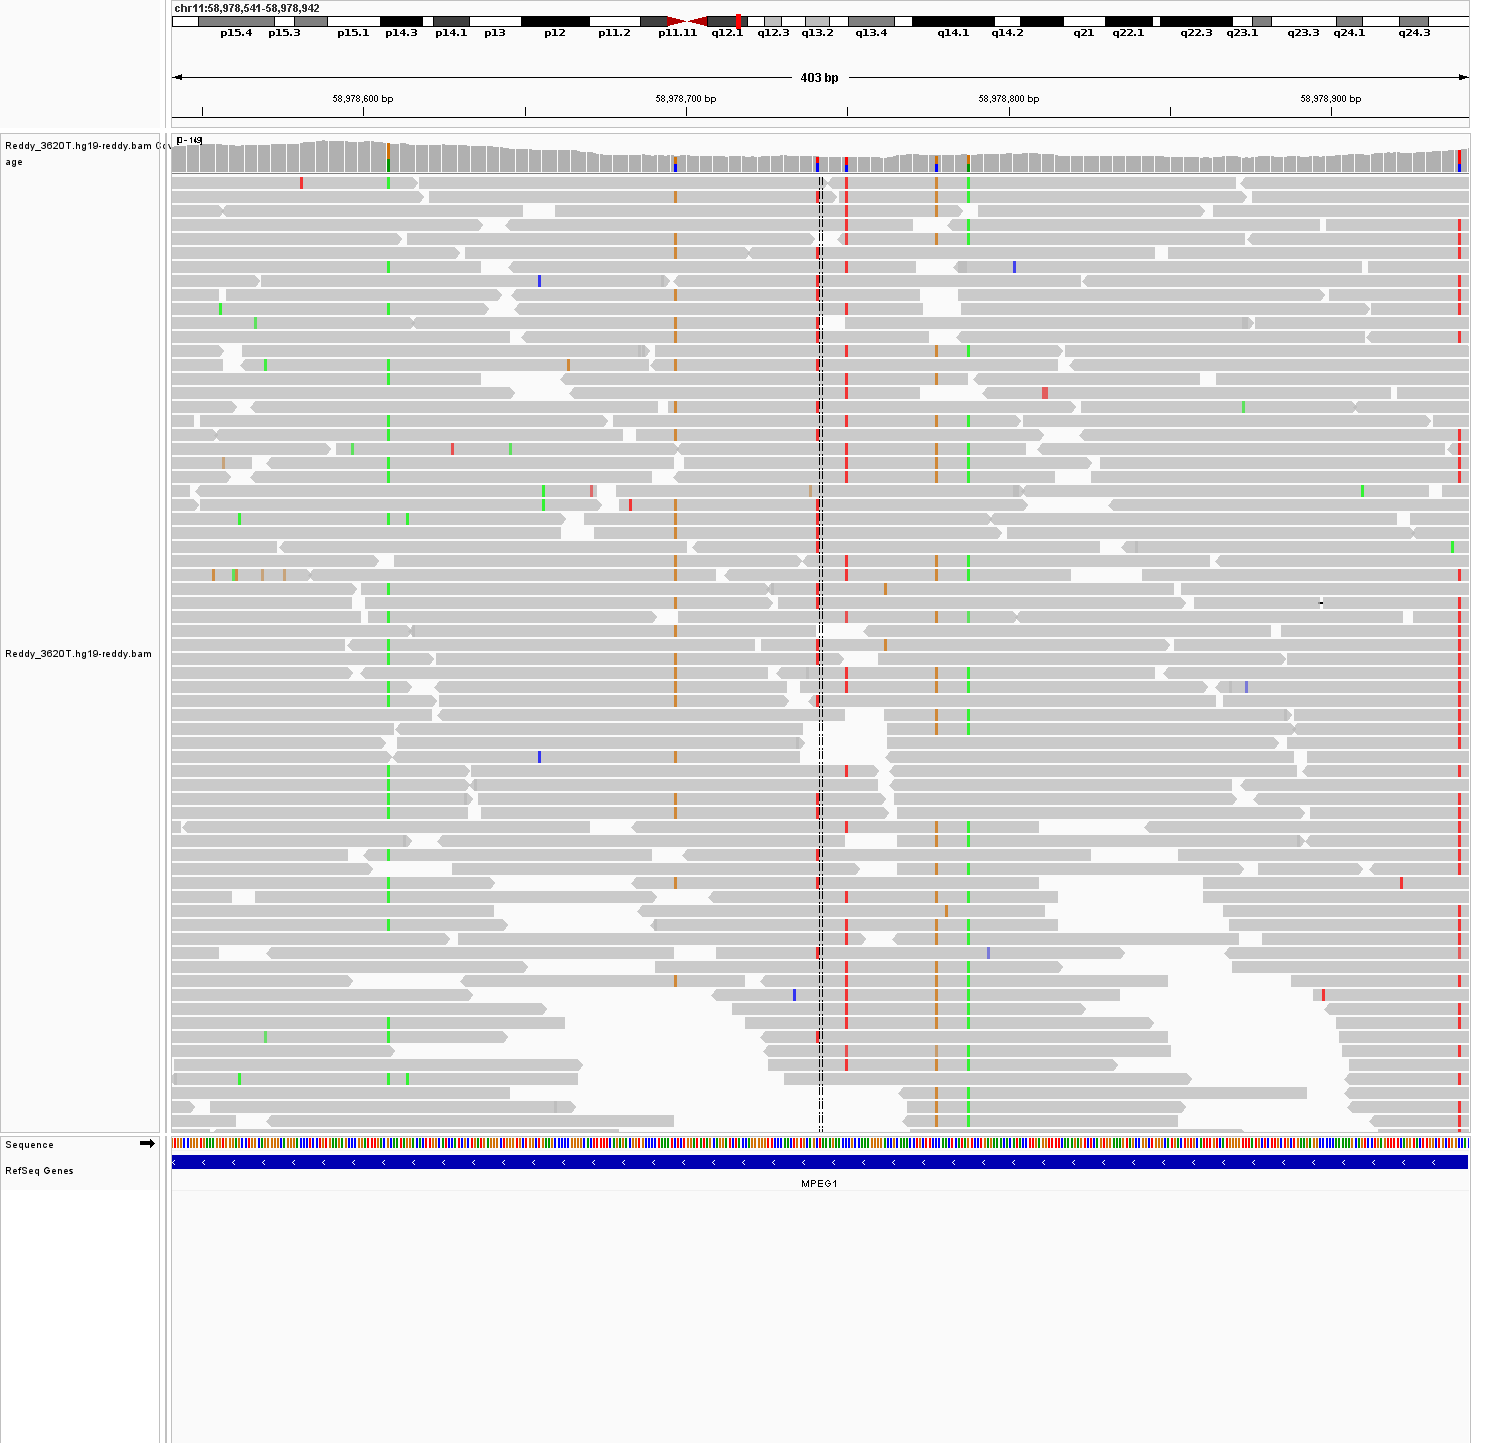 chr11:58,978,541-58,978,942
p15.4 p15.3 p15.1 p14.3 p14.1 p13 p12 p11.2 p11.11 q12.1 q12.3 q13.2 q13.4 q14.1 q14.2 q21 q22.1 q22.3 q23.1 q23.3 q24.1 q24.3
403 bp
58,978,600 bp 58,978,700 bp 58,978,800 bp 58,978,900 bp
[0 - 149]
Reddy_3620T.hg19-reddy.bam Cov
age
Reddy_3620T.hg19-reddy.bam
Sequence
RefSeq Genes
MPEG1